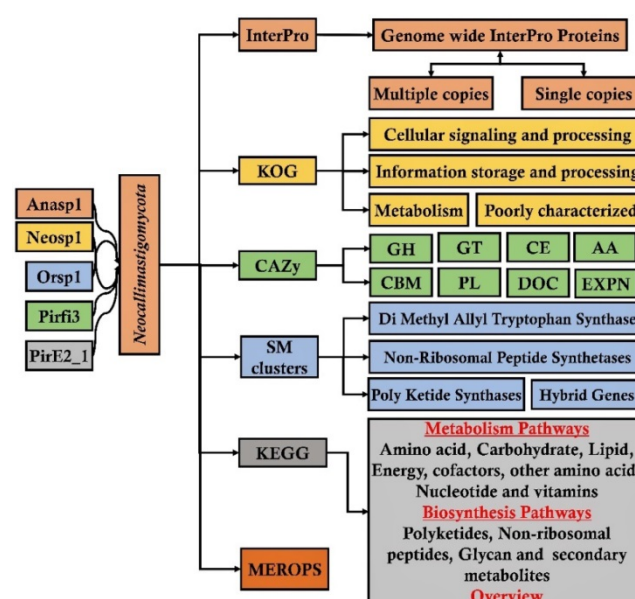 InterPro
Genome wide InterPro Proteins
Multiple copies
Single copies
Cellular signaling and processing
KOG
Information storage and processing
Metabolism
Poorly characterized
Anasp1
Neosp1
Orsp1
Pirfi3
PirE2_1
Neocallimastigomycota
CAZy
GH
GT
CE
AA
CBM
PL
DOC
EXPN
SM
clusters
Di Methyl Allyl Tryptophan Synthase
Non-Ribosomal Peptide Synthetases
Poly Ketide Synthases
Hybrid Genes
KEGG
Metabolism Pathways
Amino acid, Carbohydrate, Lipid,
Energy, cofactors, other amino acid
Nucleotide and vitamins
Biosynthesis Pathways
Polyketides, Non-ribosomal
peptides, Glycan and secondary
metabolites
Overview
MEROPS